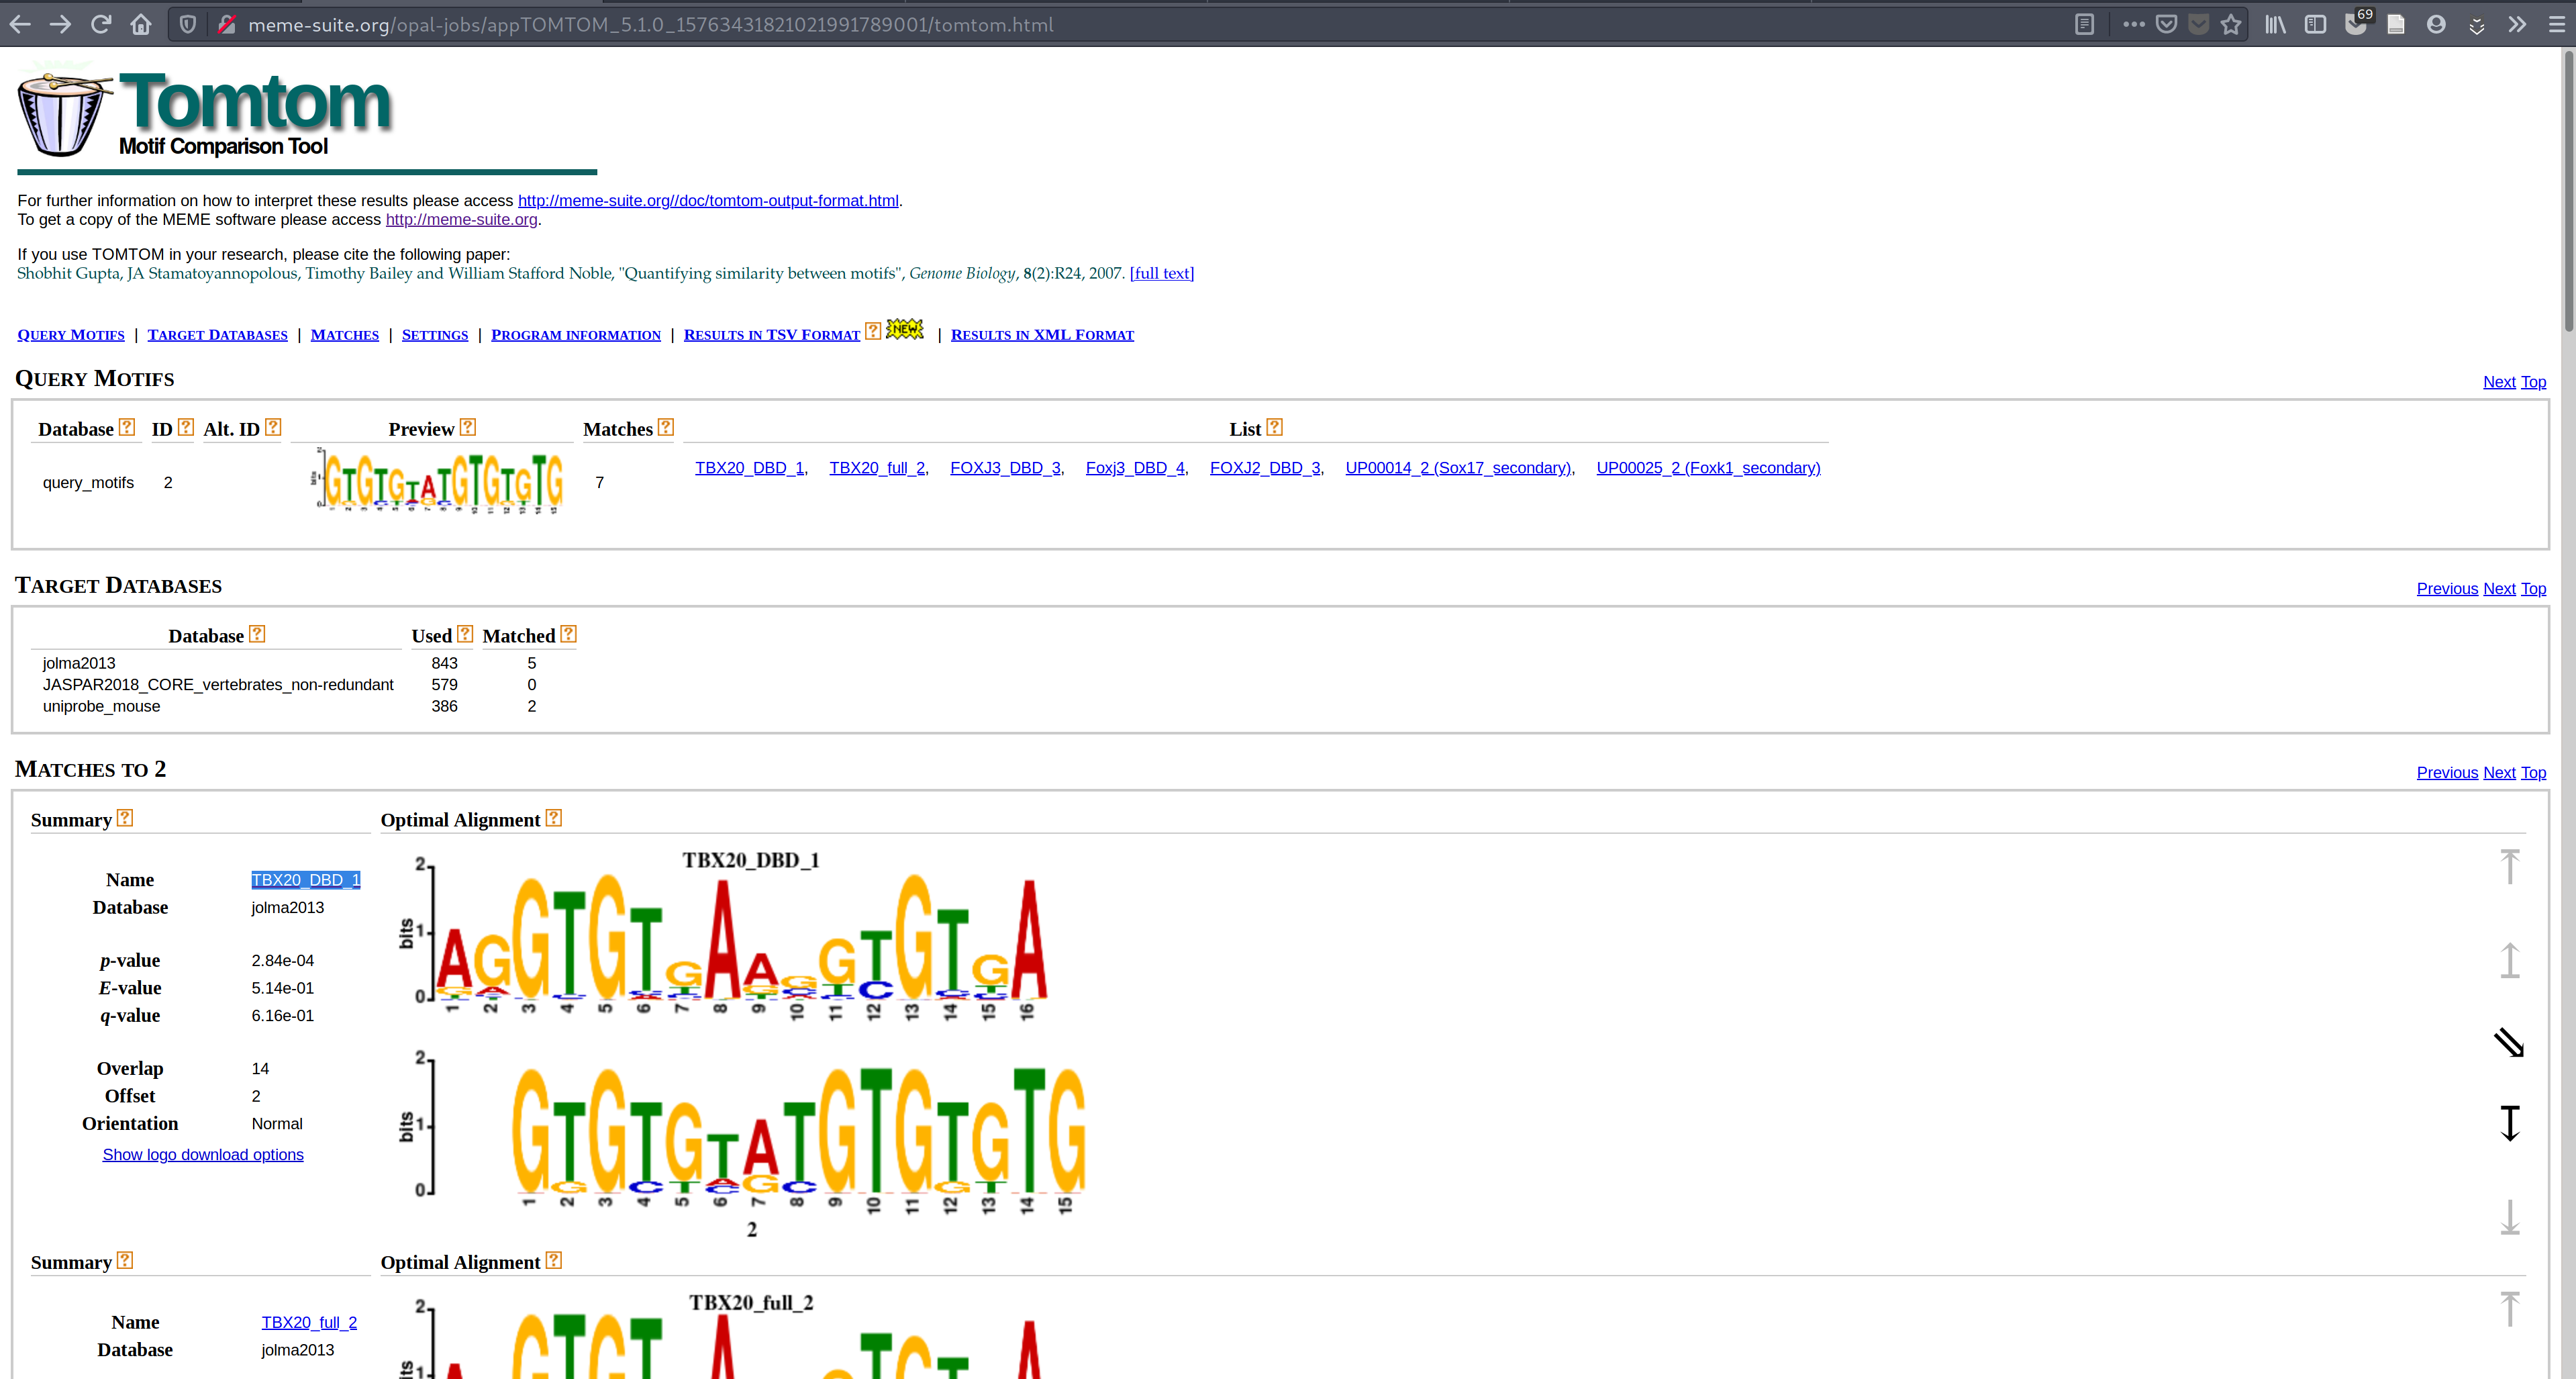 meme-suite.org/opal-jobs/appTOMTOM_5.1.0_15763431821021991789001/tomtom.html
69
Tomtom
Motif Comparison Tool
For further information on how to interpret these results please access http://meme-suite.org//doc/tomtom-output-format.html.
To get a copy of the MEME software please access http://meme-suite.org.
If you use TOMTOM in your research, please cite the following paper:
Shobhit Gupta, JA Stamatoyannopolous, Timothy Bailey and William Stafford Noble, "Quantifying similarity between motifs", Genome Biology, 8(2):R24, 2007. [full text]
QUERY MOTIFS | TARGET DATABASES | MATCHES | SETTINGS | PROGRAM INFORMATION | RESULTS IN TSV FORMAT ? NEW | RESULTS IN XML FORMAT
QUERY MOTIFS
Next Top
Database ? ID ? Alt. ID ? Preview ? Matches ? List ?
query_motifs 2 7 TBX20_DBD_1, TBX20_full_2, FOXJ3_DBD_3, Foxj3_DBD_4, FOXJ2_DBD_3, UP00014_2 (Sox17_secondary), UP00025_2 (Foxk1_secondary)
TARGET DATABASES
Previous Next Top
Database ? Used ? Matched ?
jolma2013 843 5
JASPAR2018_CORE_vertebrates_non-redundant 579 0
uniprobe_mouse 386 2
MATCHES TO 2
Previous Next Top
Summary ? Optimal Alignment ?
Name TBX20_DBD_1
Database jolma2013
p-value 2.84e-04
E-value 5.14e-01
q-value 6.16e-01
Overlap 14
Offset 2
Orientation Normal
Show logo download options
TBX20_DBD_1
2
bits 1
0
1 2 3 4 5 6 7 8 9 10 11 12 13 14 15 16
2
bits 1
0
GTGTGTATGTGTGTG
1 2 3 4 5 6 7 8 9 10 11 12 13 14 15
2
Summary ? Optimal Alignment ?
Name TBX20_full_2
Database jolma2013
TBX20_full_2
2
1